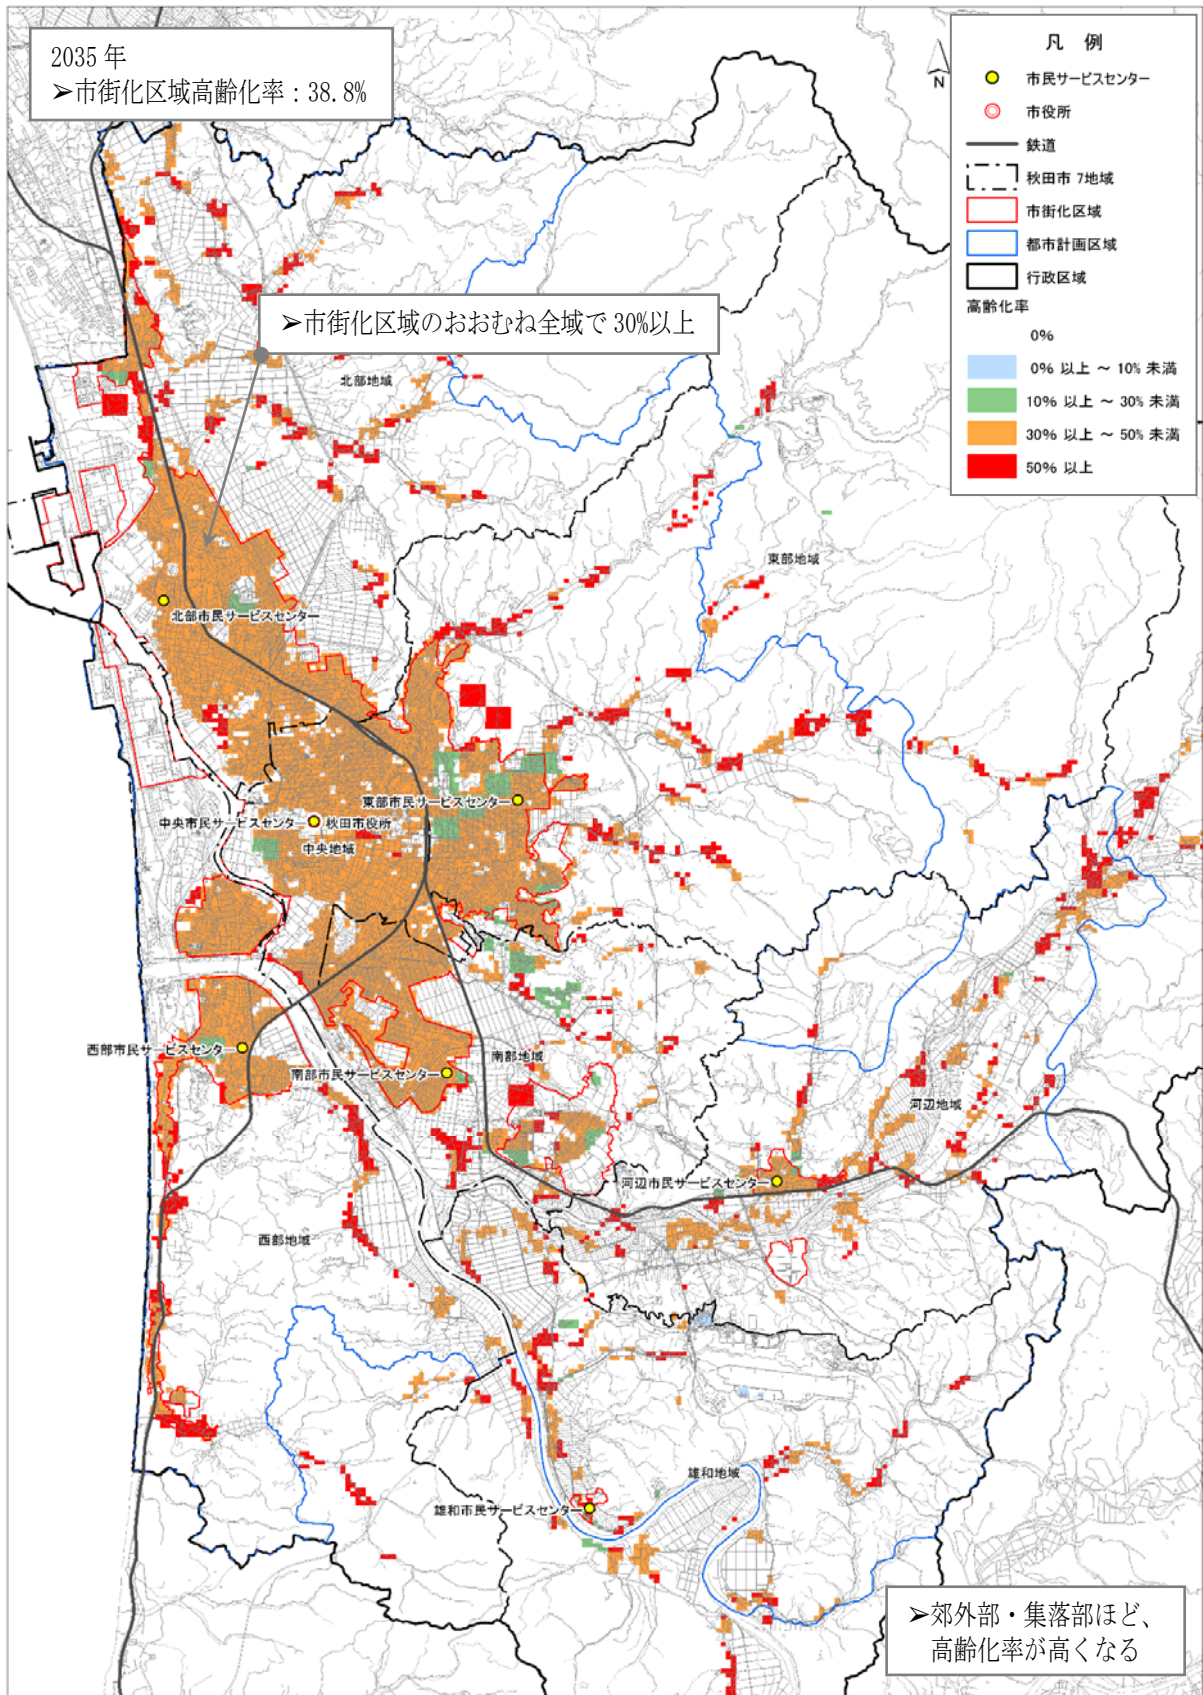 2035 年
➢市街化区域高齢化率：38.8%
凡 例
市民サービスセンター
市役所
鉄道
秋田市 7地域
市街化区域
都市計画区域
行政区域
高齢化率
0%
0% 以上 ～ 10% 未満
10% 以上 ～ 30% 未満
30% 以上 ～ 50% 未満
50% 以上
N
➢市街化区域のおおむね全域で 30%以上
北部地域
東部地域
北部市民サービスセンター
東部市民サービスセンター
中央市民サービスセンター
秋田市役所
中央地域
西部市民サービスセンター
南部地域
南部市民サービスセンター
河辺地域
河辺市民サービスセンター
西部地域
雄和地域
雄和市民サービスセンター
➢郊外部・集落部ほど、
高齢化率が高くなる